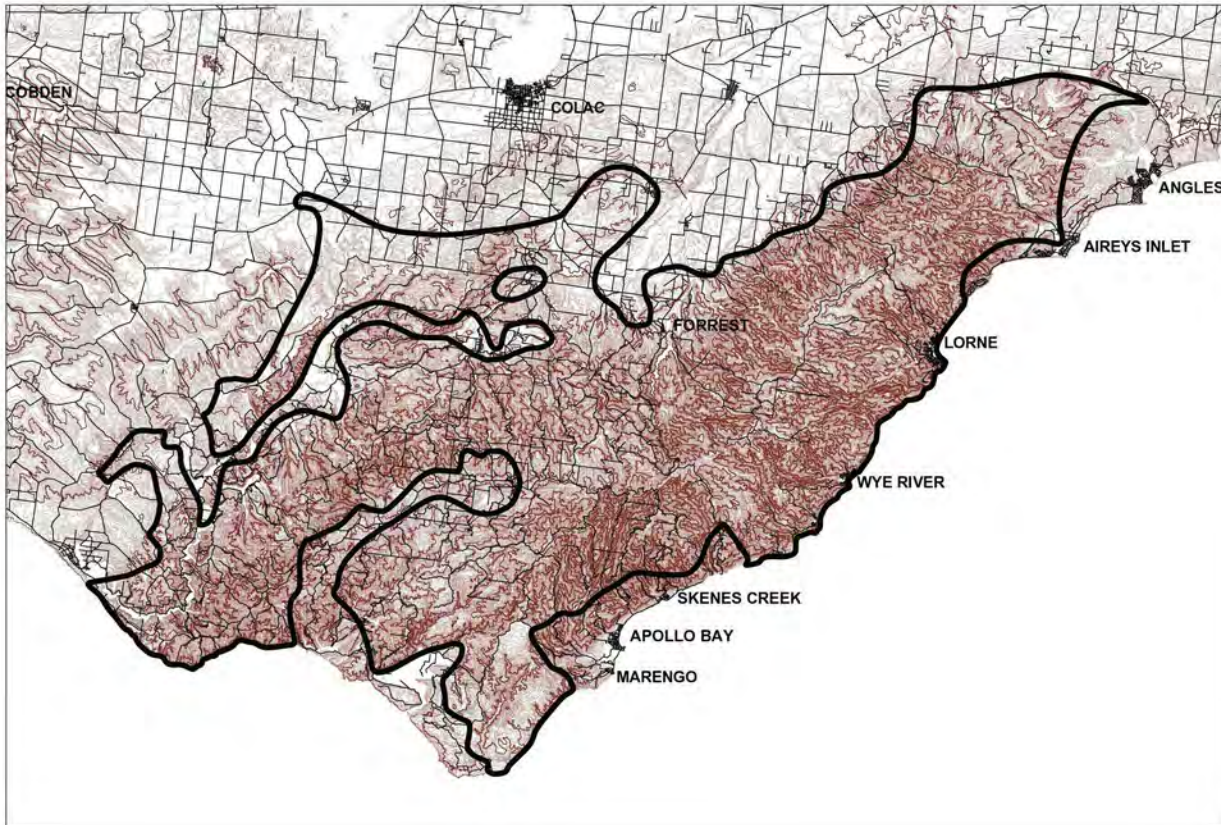 COBDEN
COLAC
ANGLES
AIREYS INLET
FORREST
LORNE
WYE RIVER
SKENES CREEK
APOLLO BAY
MARENGO